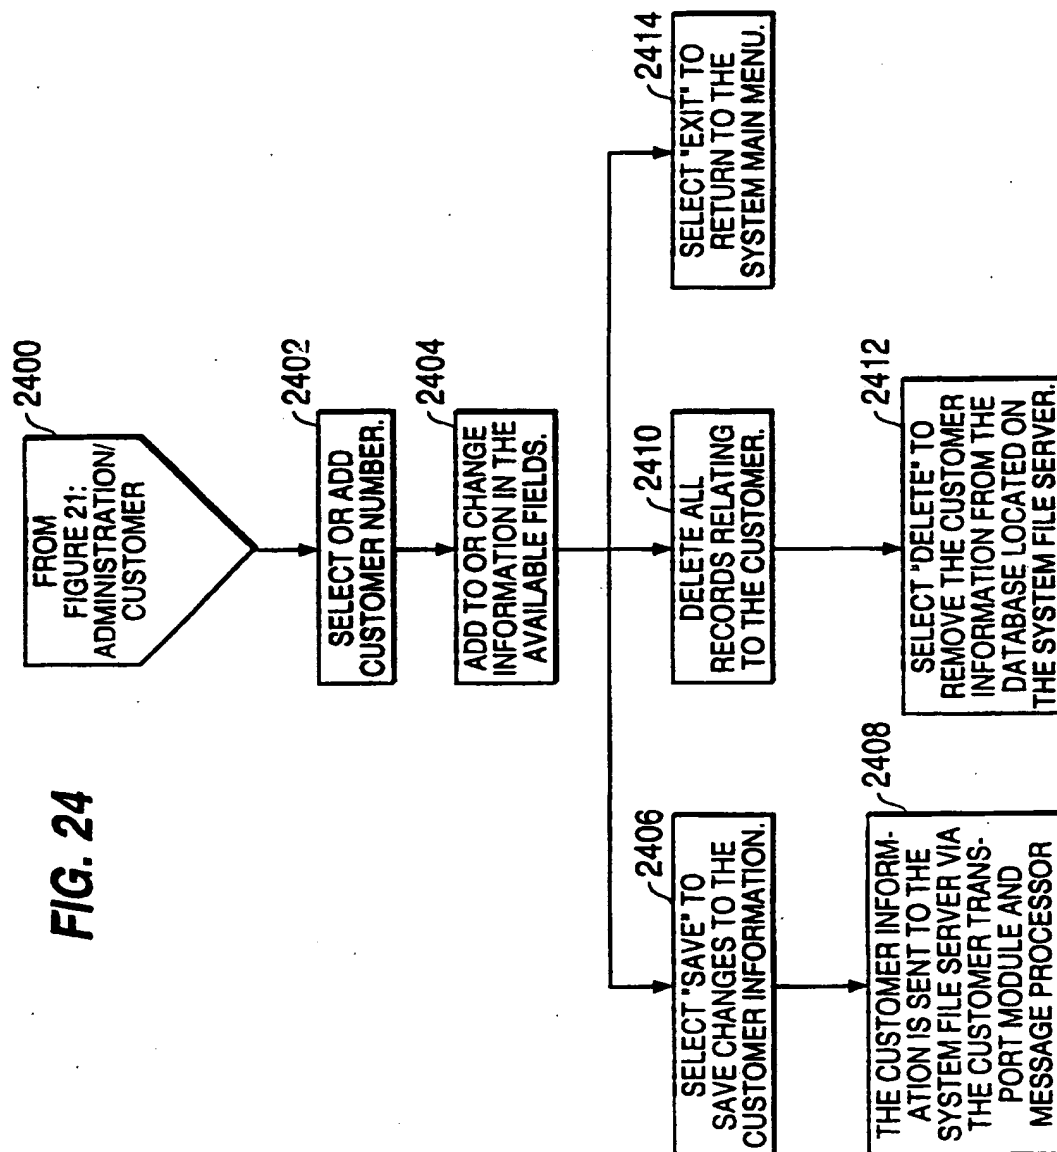 FIG. 24
2400
FROM
FIGURE 21:
ADMINISTRATION/
CUSTOMER
2402
SELECT OR ADD
CUSTOMER NUMBER.
2404
ADD TO OR CHANGE
INFORMATION IN THE
AVAILABLE FIELDS.
2406
SELECT "SAVE" TO
SAVE CHANGES TO THE
CUSTOMER INFORMATION.
2408
THE CUSTOMER INFORM-
ATION IS SENT TO THE
SYSTEM FILE SERVER VIA
THE CUSTOMER TRANS-
PORT MODULE AND
MESSAGE PROCESSOR
2410
DELETE ALL
RECORDS RELATING
TO THE CUSTOMER.
2412
SELECT "DELETE" TO
REMOVE THE CUSTOMER
INFORMATION FROM THE
DATABASE LOCATED ON
THE SYSTEM FILE SERVER.
2414
SELECT "EXIT" TO
RETURN TO THE
SYSTEM MAIN MENU.